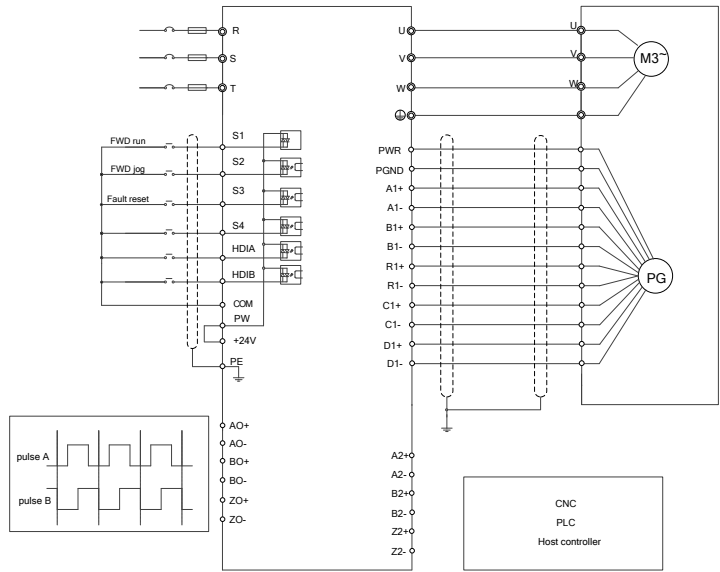 R
S
T
U
V
W
U
V
W
M3~
FWD run
FWD jog
Fault reset
S1
S2
S3
S4
HDIA
HDIB
COM
PW
+24V
PE
PWR
PGND
A1+
A1-
B1+
B1-
R1+
R1-
C1+
C1-
D1+
D1-
PG
pulse A
pulse B
AO+
AO-
BO+
BO-
ZO+
ZO-
A2+
A2-
B2+
B2-
Z2+
Z2-
CNC
PLC
Host controller